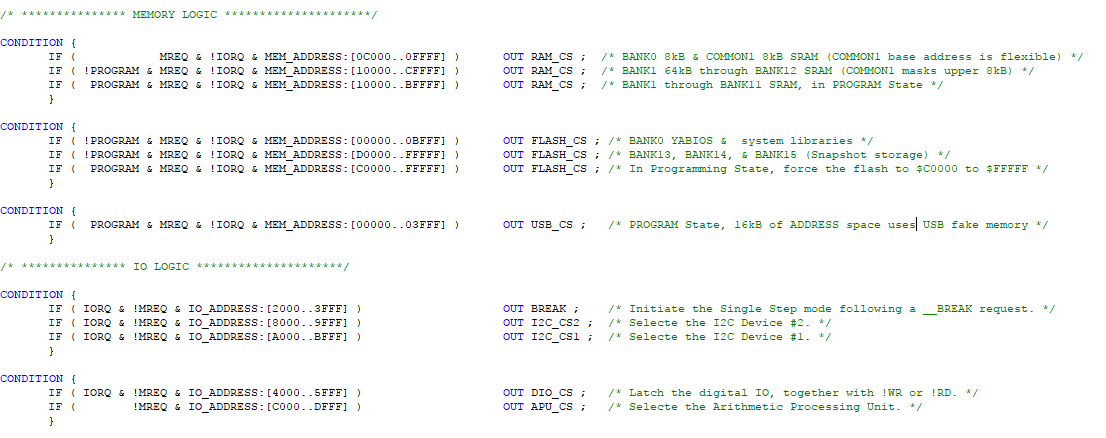 /* *************** MEMORY LOGIC *********************/
CONDITION {
IF ( MREQ & !IORQ & MEM_ADDRESS:[0C000..0FFFF] ) OUT RAM_CS ; /* BANK0 8kB & COMMON1 8kB SRAM (COMMON1 base address is flexible) */
IF ( !PROGRAM & MREQ & !IORQ & MEM_ADDRESS:[10000..CFFFF] ) OUT RAM_CS ; /* BANK1 64kB through BANK12 SRAM (COMMON1 masks upper 8kB) */
IF ( PROGRAM & MREQ & !IORQ & MEM_ADDRESS:[10000..BFFFF] ) OUT RAM_CS ; /* BANK1 through BANK11 SRAM, in PROGRAM State */
}
CONDITION {
IF ( !PROGRAM & MREQ & !IORQ & MEM_ADDRESS:[00000..0BFFF] ) OUT FLASH_CS ; /* BANK0 YABIOS & system libraries */
IF ( !PROGRAM & MREQ & !IORQ & MEM_ADDRESS:[D0000..FFFFF] ) OUT FLASH_CS ; /* BANK13, BANK14, & BANK15 (Snapshot storage) */
IF ( PROGRAM & MREQ & !IORQ & MEM_ADDRESS:[C0000..FFFFF] ) OUT FLASH_CS ; /* In Programming State, force the flash to $C0000 to $FFFFF */
}
CONDITION {
IF ( PROGRAM & MREQ & !IORQ & MEM_ADDRESS:[00000..03FFF] ) OUT USB_CS ; /* PROGRAM State, 16kB of ADDRESS space uses USB fake memory */
}
/* *************** IO LOGIC *********************/
CONDITION {
IF ( IORQ & !MREQ & IO_ADDRESS:[2000..3FFF] ) OUT BREAK ; /* Initiate the Single Step mode following a __BREAK request. */
IF ( IORQ & !MREQ & IO_ADDRESS:[8000..9FFF] ) OUT I2C_CS2 ; /* Selecte the I2C Device #2. */
IF ( IORQ & !MREQ & IO_ADDRESS:[A000..BFFF] ) OUT I2C_CS1 ; /* Selecte the I2C Device #1. */
}
CONDITION {
IF ( IORQ & !MREQ & IO_ADDRESS:[4000..5FFF] ) OUT DIO_CS ; /* Latch the digital IO, together with !WR or !RD. */
IF ( !MREQ & IO_ADDRESS:[C000..DFFF] ) OUT APU_CS ; /* Selecte the Arithmetic Processing Unit. */
}